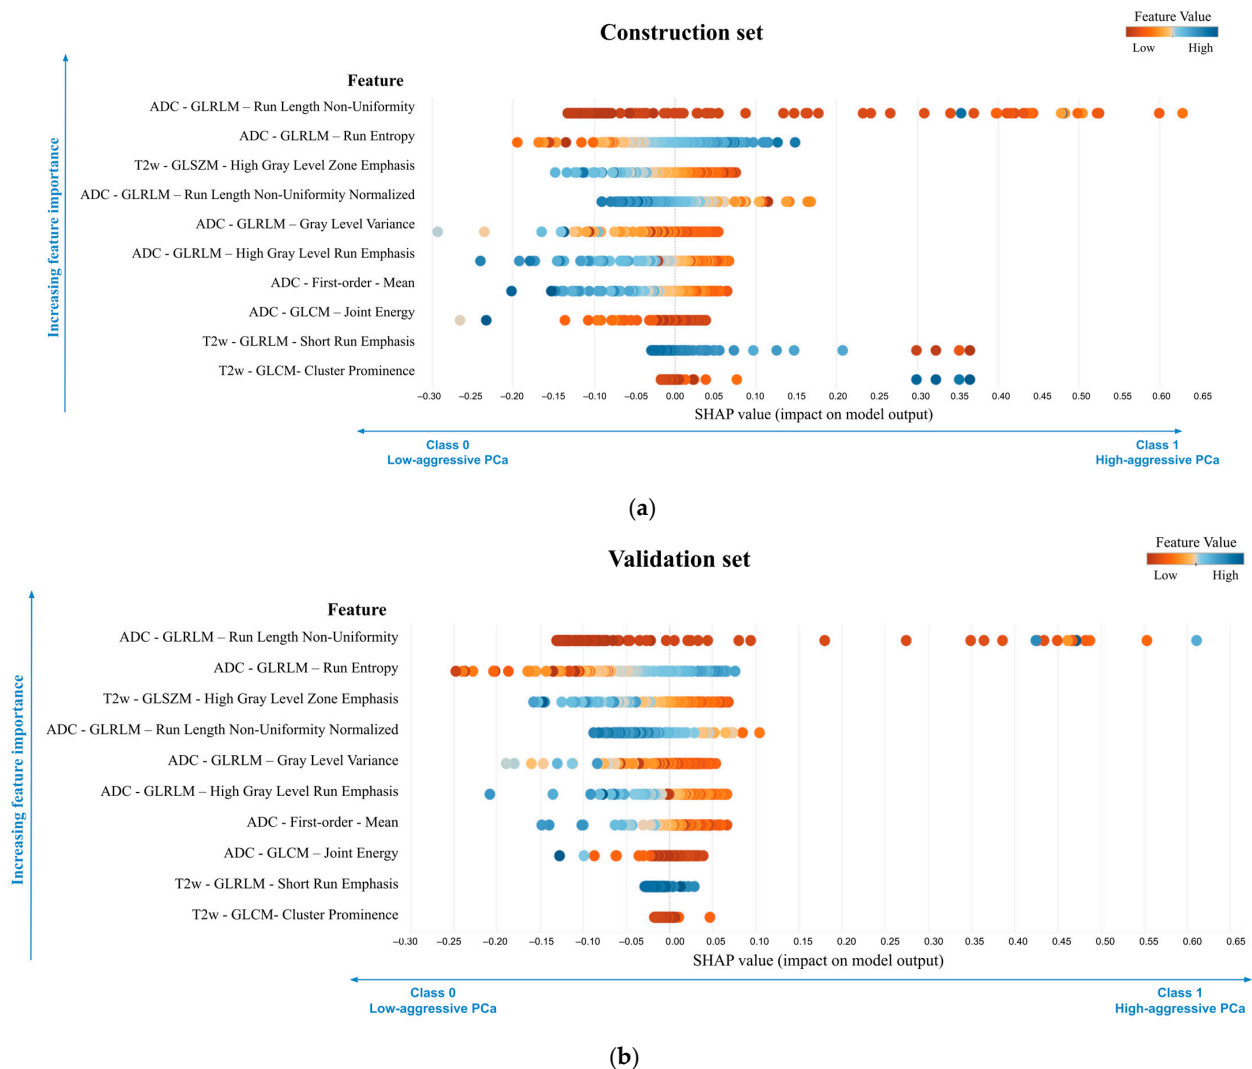 Construction set
Feature Value
Low High
Feature
Increasing feature importance
ADC - GLRLM – Run Length Non-Uniformity
ADC - GLRLM – Run Entropy
T2w - GLSZM - High Gray Level Zone Emphasis
ADC - GLRLM – Run Length Non-Uniformity Normalized
ADC - GLRLM – Gray Level Variance
ADC - GLRLM – High Gray Level Run Emphasis
ADC - First-order - Mean
ADC - GLCM – Joint Energy
T2w - GLRLM - Short Run Emphasis
T2w - GLCM- Cluster Prominence
−0.30 −0.20 −0.15 −0.10 −0.05 0.00 0.05 0.10 0.15 0.20 0.25 0.30 0.35 0.40 0.45 0.50 0.55 0.60 0.65
SHAP value (impact on model output)
Class 0 Class 1
Low-aggressive PCa High-aggressive PCa
(a)
Validation set
Feature Value
Low High
Feature
Increasing feature importance
ADC - GLRLM – Run Length Non-Uniformity
ADC - GLRLM – Run Entropy
T2w - GLSZM - High Gray Level Zone Emphasis
ADC - GLRLM – Run Length Non-Uniformity Normalized
ADC - GLRLM – Gray Level Variance
ADC - GLRLM – High Gray Level Run Emphasis
ADC - First-order - Mean
ADC - GLCM – Joint Energy
T2w - GLRLM - Short Run Emphasis
T2w - GLCM- Cluster Prominence
−0.30 −0.25 −0.20 −0.15 −0.10 −0.05 0.00 0.05 0.10 0.15 0.20 0.25 0.30 0.35 0.40 0.45 0.50 0.55 0.60 0.65
SHAP value (impact on model output)
Class 0 Class 1
Low-aggressive PCa High-aggressive PCa
(b)